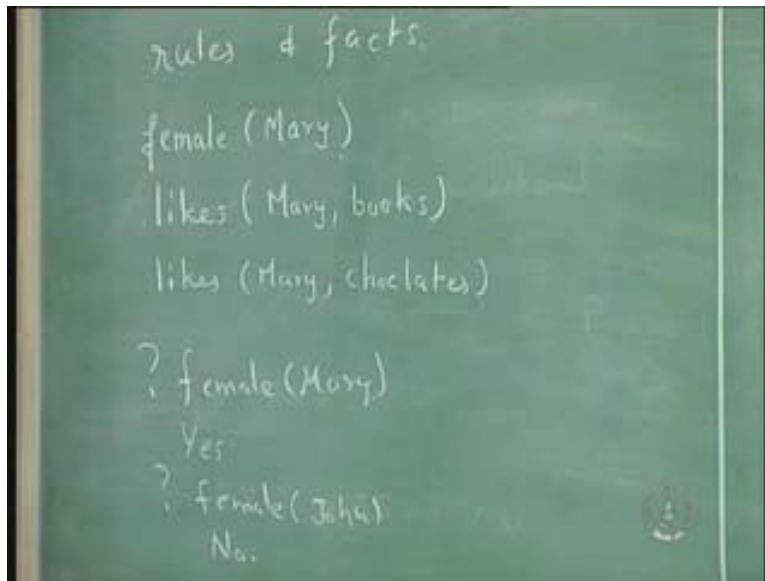 rules & facts.
female (Mary)
likes (Mary, books)
likes (Mary, choclates)
? female (Mary)
Yes
? female (John)
No.